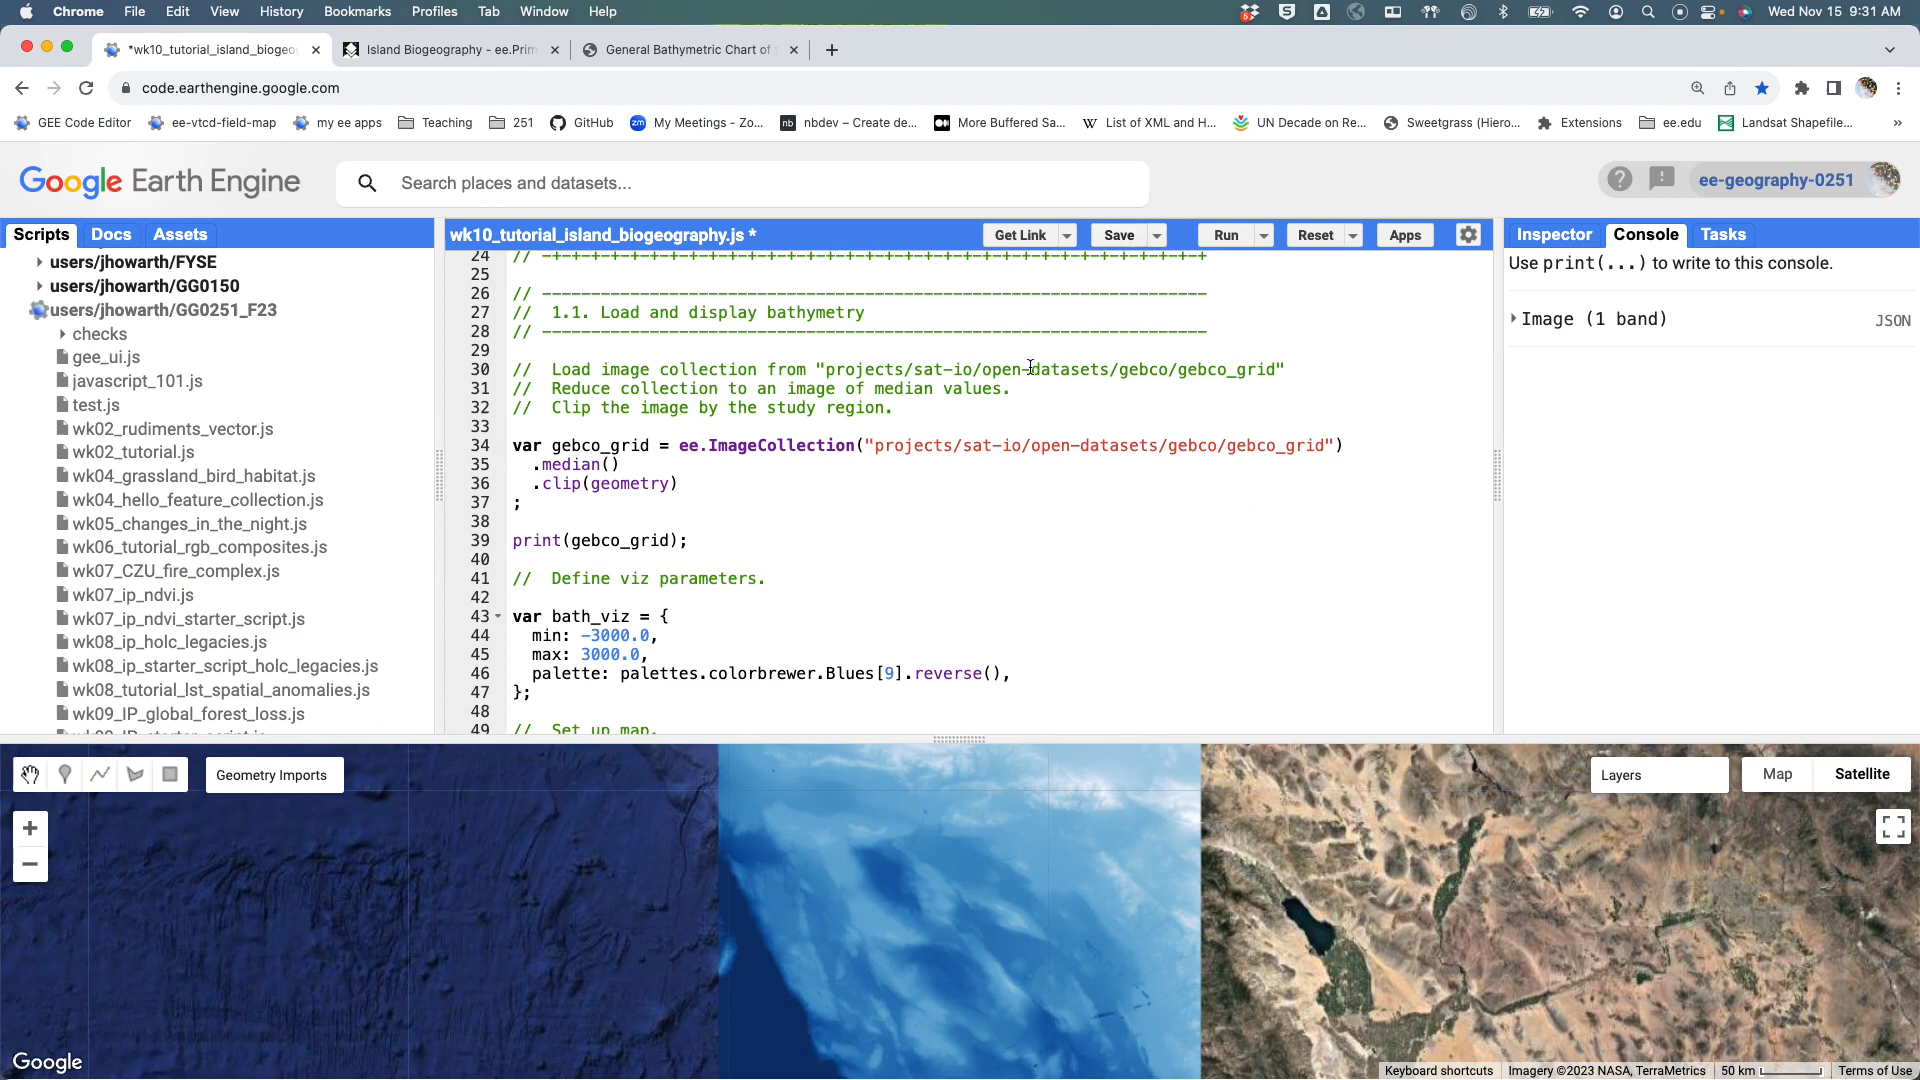 Chrome File Edit View History Bookmarks Profiles Tab Window Help
Wed Nov 15 9:31 AM
*wk10_tutorial_island_biogeo
Island Biogeography - ee.Prim
General Bathymetric Chart of
code.earthengine.google.com
GEE Code Editor
ee-vtcd-field-map
my ee apps
Teaching
251
GitHub
My Meetings - Zo...
nbdev – Create de...
More Buffered Sa...
List of XML and H...
UN Decade on Re...
Sweetgrass (Hiero...
Extensions
ee.edu
Landsat Shapefile...
»
Google Earth Engine
Search places and datasets...
ee-geography-0251
Scripts Docs Assets
users/jhowarth/FYSE
users/jhowarth/GG0150
users/jhowarth/GG0251_F23
checks
gee_ui.js
javascript_101.js
test.js
wk02_rudiments_vector.js
wk02_tutorial.js
wk04_grassland_bird_habitat.js
wk04_hello_feature_collection.js
wk05_changes_in_the_night.js
wk06_tutorial_rgb_composites.js
wk07_CZU_fire_complex.js
wk07_ip_ndvi.js
wk07_ip_ndvi_starter_script.js
wk08_ip_holc_legacies.js
wk08_ip_starter_script_holc_legacies.js
wk08_tutorial_lst_spatial_anomalies.js
wk09_IP_global_forest_loss.js
wk10_tutorial_island_biogeography.js *
Get Link Save Run Reset Apps
24 // -+-+-+-+-+-+-+-+-+-+-+-+-+-+-+-+-+-+-+-+-+-+-+-+-+-+-+-+-+-+-+-+-+-+
25
26 // --------------------------------------------------------------------
27 // 1.1. Load and display bathymetry
28 // --------------------------------------------------------------------
29
30 // Load image collection from "projects/sat-io/open-datasets/gebco/gebco_grid"
31 // Reduce collection to an image of median values.
32 // Clip the image by the study region.
33
34 var gebco_grid = ee.ImageCollection("projects/sat-io/open-datasets/gebco/gebco_grid")
35 .median()
36 .clip(geometry)
37 ;
38
39 print(gebco_grid);
40
41 // Define viz parameters.
42
43 var bath_viz = {
44 min: -3000.0,
45 max: 3000.0,
46 palette: palettes.colorbrewer.Blues[9].reverse(),
47 };
48
49 // Set up map.
Inspector Console Tasks
Use print(...) to write to this console.
Image (1 band) JSON
Geometry Imports
Layers
Map Satellite
+
−
Google
Keyboard shortcuts
Imagery ©2023 NASA, TerraMetrics
50 km
Terms of Use